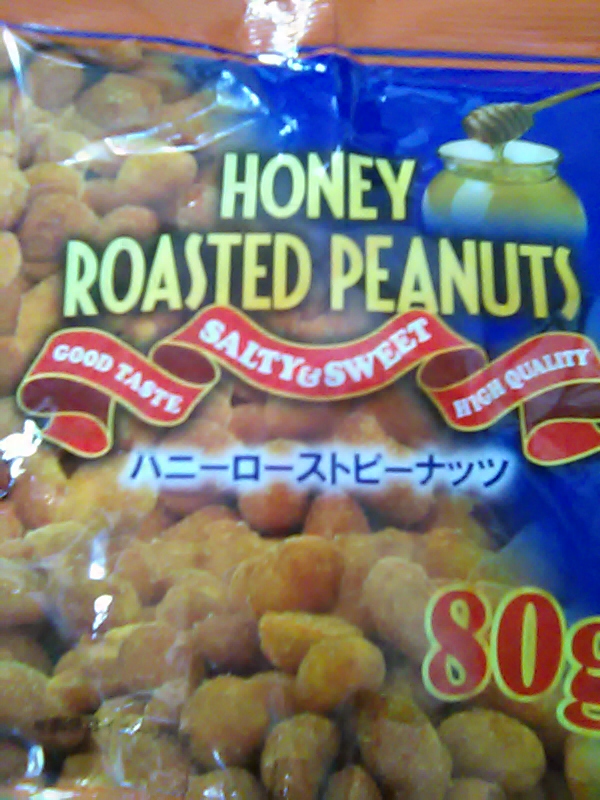 HONEY
ROASTED PEANUTS
GOOD TASTE
SALTY&SWEET
HIGH QUALITY
ハニーローストピーナッツ
80g